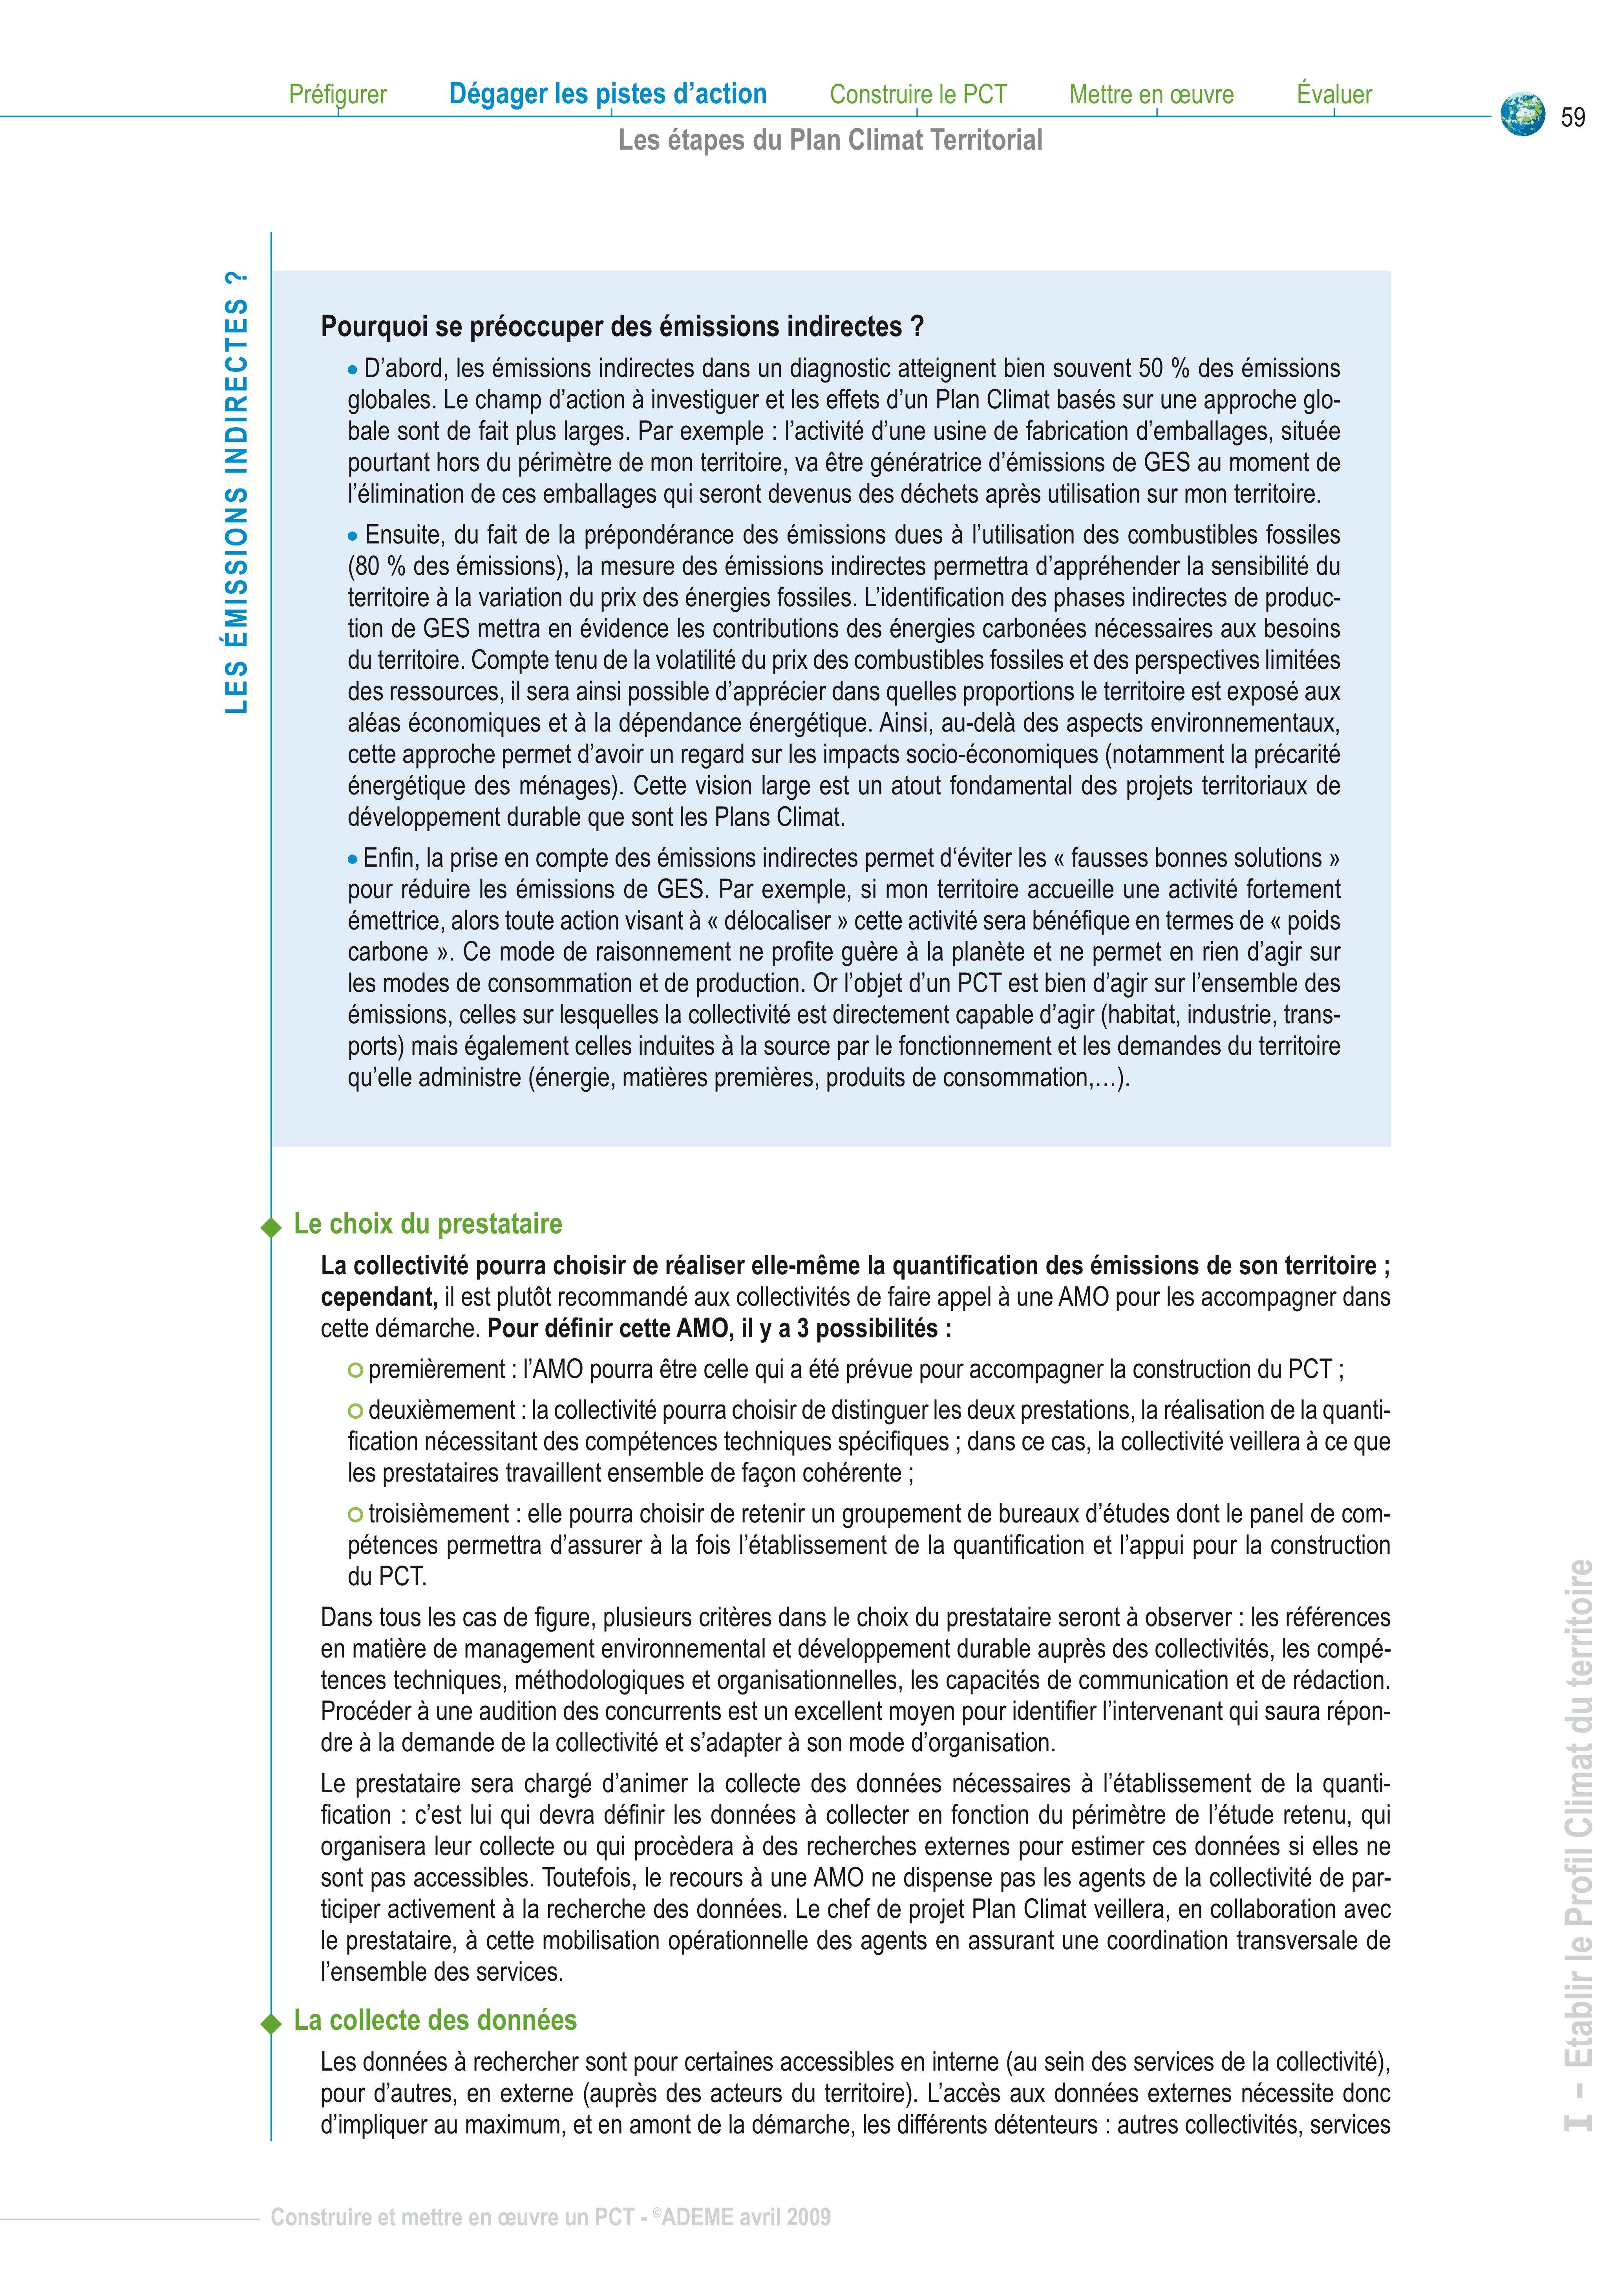 Préfigurer Dégager les pistes d’action Construire le PCT Mettre en œuvre Évaluer
59
Les étapes du Plan Climat Territorial
LES ÉMISSIONS INDIRECTES ?
Pourquoi se préoccuper des émissions indirectes ?
• D’abord, les émissions indirectes dans un diagnostic atteignent bien souvent 50 % des émissions
globales. Le champ d’action à investiguer et les effets d’un Plan Climat basés sur une approche glo-
bale sont de fait plus larges. Par exemple : l’activité d’une usine de fabrication d’emballages, située
pourtant hors du périmètre de mon territoire, va être génératrice d’émissions de GES au moment de
l’élimination de ces emballages qui seront devenus des déchets après utilisation sur mon territoire.
• Ensuite, du fait de la prépondérance des émissions dues à l’utilisation des combustibles fossiles
(80 % des émissions), la mesure des émissions indirectes permettra d’appréhender la sensibilité du
territoire à la variation du prix des énergies fossiles. L’identification des phases indirectes de produc-
tion de GES mettra en évidence les contributions des énergies carbonées nécessaires aux besoins
du territoire. Compte tenu de la volatilité du prix des combustibles fossiles et des perspectives limitées
des ressources, il sera ainsi possible d’apprécier dans quelles proportions le territoire est exposé aux
aléas économiques et à la dépendance énergétique. Ainsi, au-delà des aspects environnementaux,
cette approche permet d’avoir un regard sur les impacts socio-économiques (notamment la précarité
énergétique des ménages). Cette vision large est un atout fondamental des projets territoriaux de
développement durable que sont les Plans Climat.
• Enfin, la prise en compte des émissions indirectes permet d‘éviter les « fausses bonnes solutions »
pour réduire les émissions de GES. Par exemple, si mon territoire accueille une activité fortement
émettrice, alors toute action visant à « délocaliser » cette activité sera bénéfique en termes de « poids
carbone ». Ce mode de raisonnement ne profite guère à la planète et ne permet en rien d’agir sur
les modes de consommation et de production. Or l’objet d’un PCT est bien d’agir sur l’ensemble des
émissions, celles sur lesquelles la collectivité est directement capable d’agir (habitat, industrie, trans-
ports) mais également celles induites à la source par le fonctionnement et les demandes du territoire
qu’elle administre (énergie, matières premières, produits de consommation,…).
Le choix du prestataire
La collectivité pourra choisir de réaliser elle-même la quantification des émissions de son territoire ;
cependant, il est plutôt recommandé aux collectivités de faire appel à une AMO pour les accompagner dans
cette démarche. Pour définir cette AMO, il y a 3 possibilités :
premièrement : l’AMO pourra être celle qui a été prévue pour accompagner la construction du PCT ;
deuxièmement : la collectivité pourra choisir de distinguer les deux prestations, la réalisation de la quanti-
fication nécessitant des compétences techniques spécifiques ; dans ce cas, la collectivité veillera à ce que
les prestataires travaillent ensemble de façon cohérente ;
troisièmement : elle pourra choisir de retenir un groupement de bureaux d’études dont le panel de com-
pétences permettra d’assurer à la fois l’établissement de la quantification et l’appui pour la construction
du PCT.
Dans tous les cas de figure, plusieurs critères dans le choix du prestataire seront à observer : les références
en matière de management environnemental et développement durable auprès des collectivités, les compé-
tences techniques, méthodologiques et organisationnelles, les capacités de communication et de rédaction.
Procéder à une audition des concurrents est un excellent moyen pour identifier l’intervenant qui saura répon-
dre à la demande de la collectivité et s’adapter à son mode d’organisation.
Le prestataire sera chargé d’animer la collecte des données nécessaires à l’établissement de la quanti-
fication : c’est lui qui devra définir les données à collecter en fonction du périmètre de l’étude retenu, qui
organisera leur collecte ou qui procèdera à des recherches externes pour estimer ces données si elles ne
sont pas accessibles. Toutefois, le recours à une AMO ne dispense pas les agents de la collectivité de par-
ticiper activement à la recherche des données. Le chef de projet Plan Climat veillera, en collaboration avec
le prestataire, à cette mobilisation opérationnelle des agents en assurant une coordination transversale de
l’ensemble des services.
La collecte des données
Les données à rechercher sont pour certaines accessibles en interne (au sein des services de la collectivité),
pour d’autres, en externe (auprès des acteurs du territoire). L’accès aux données externes nécessite donc
d’impliquer au maximum, et en amont de la démarche, les différents détenteurs : autres collectivités, services
I – Etablir le Profil Climat du territoire
Construire et mettre en œuvre un PCT - ©ADEME avril 2009